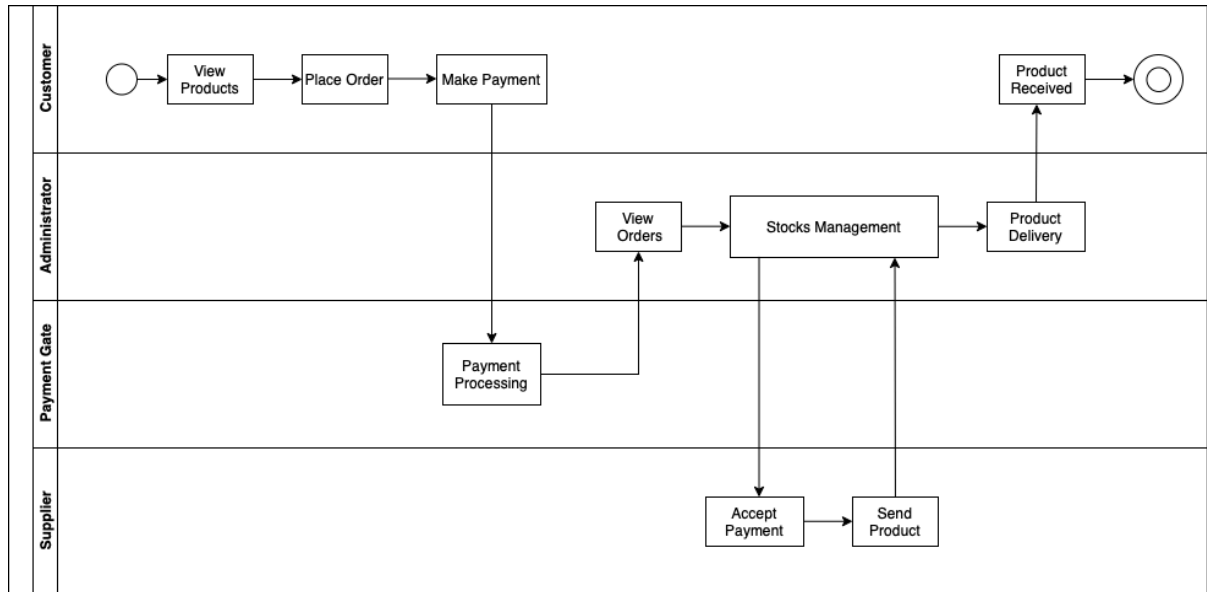 Customer
View
Products
Place Order
Make Payment
Product
Received
Administrator
View
Orders
Stocks Management
Product
Delivery
Payment Gate
Payment
Processing
Supplier
Accept
Payment
Send
Product